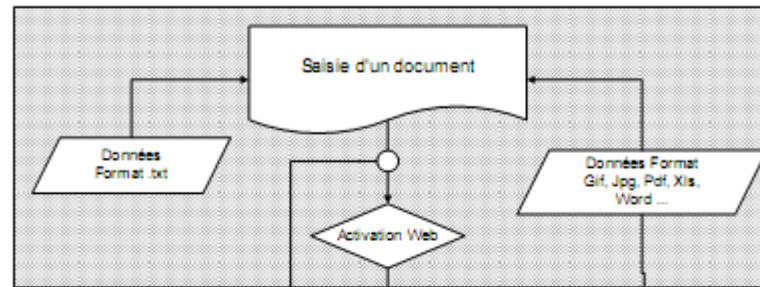 Saisie d'un document
Données
Format .txt
Données Format
Gif, Jpg, Pdf, Xls,
Word ...
Activation Web